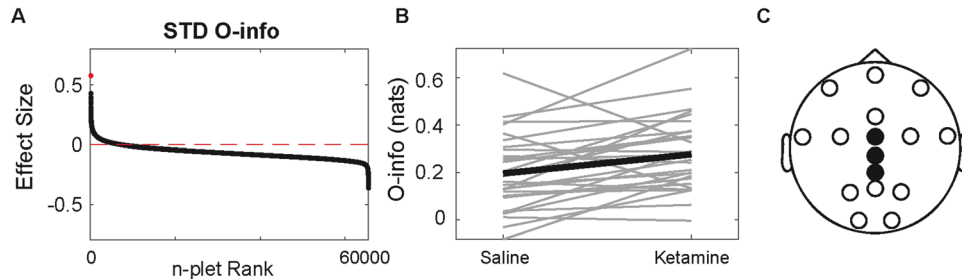 A
STD O-info
Effect Size
0.5
0
-0.5
0
60000
n-plet Rank
B
O-info (nats)
0.6
0.4
0.2
0
Saline
Ketamine
C